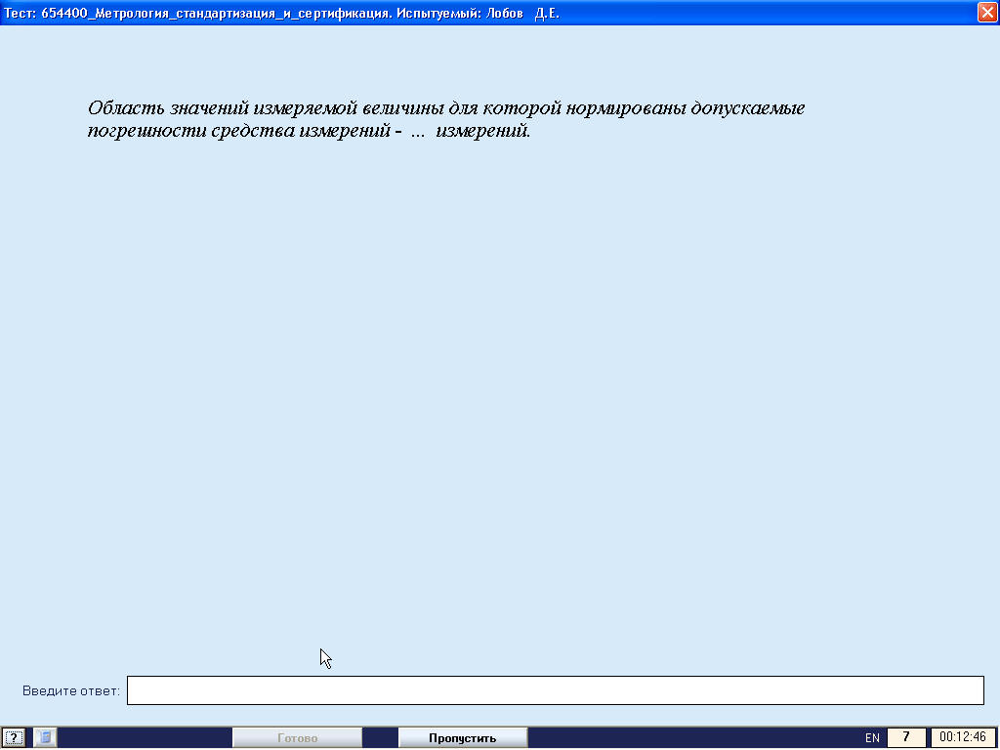 Тест: 654400_Метрология_стандартизация_и_сертификация. Испытуемый: Лобов Д.Е.
Область значений измеряемой величины для которой нормированы допускаемые
погрешности средства измерений - ... измерений.
Введите ответ:
? Готово Пропустить EN 7 00:12:46